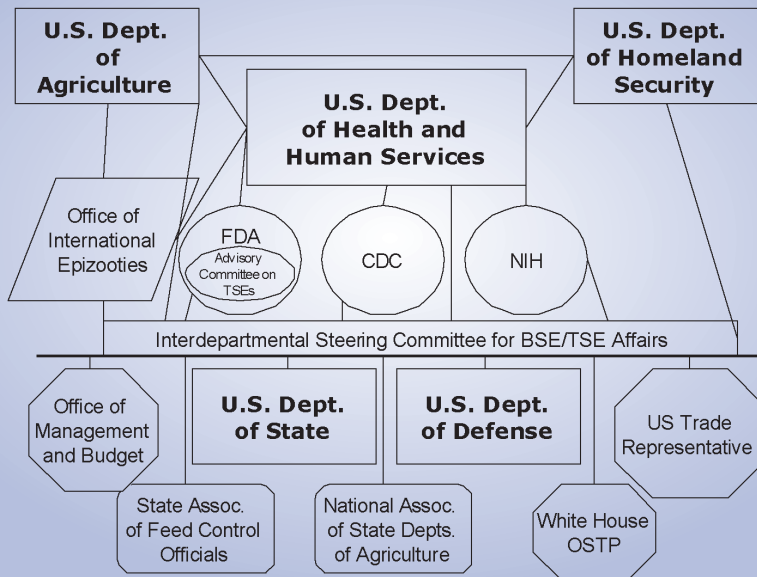 U.S. Dept.
of
Agriculture
U.S. Dept.
of Homeland
Security
U.S. Dept.
of Health and
Human Services
Office of
International
Epizooties
FDA
Advisory
Committee on
TSEs
CDC
NIH
Interdepartmental Steering Committee for BSE/TSE Affairs
Office of
Management
and Budget
U.S. Dept.
of State
U.S. Dept.
of Defense
US Trade
Representative
State Assoc.
of Feed Control
Officials
National Assoc.
of State Depts.
of Agriculture
White House
OSTP